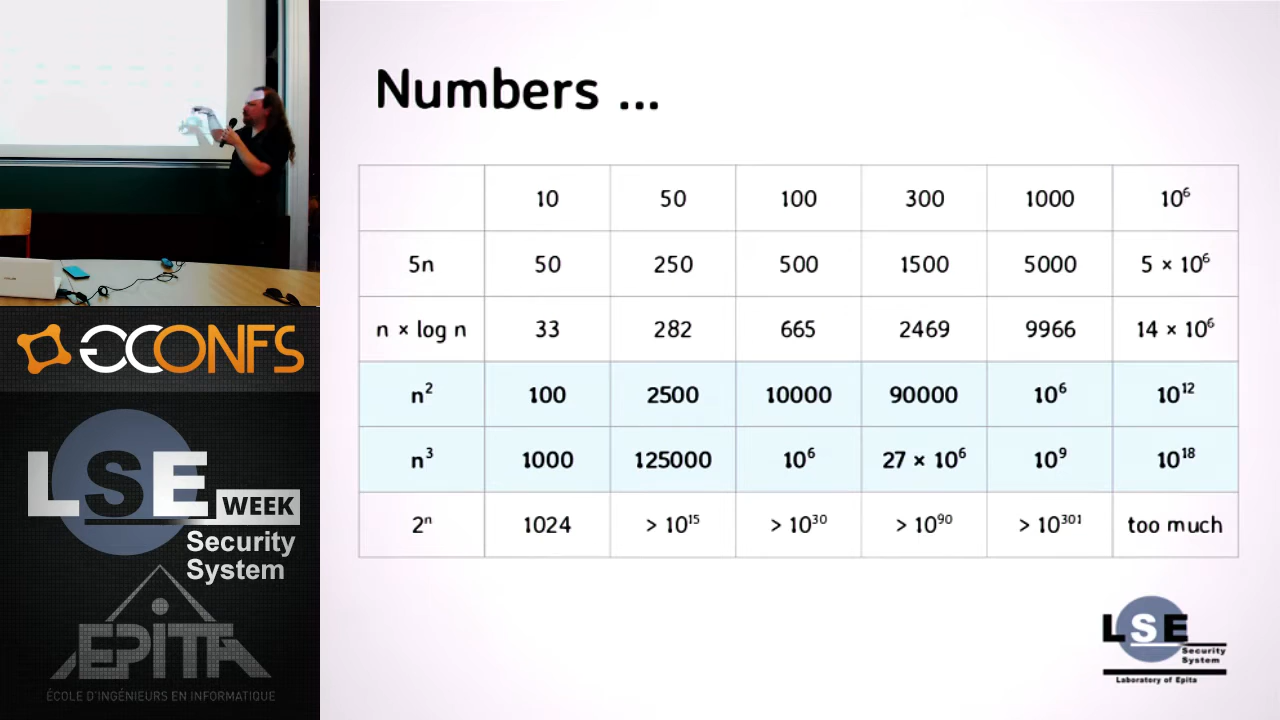 Numbers ...
10 50 100 300 1000 10⁶
5n 50 250 500 1500 5000 5 × 10⁶
n × log n 33 282 665 2469 9966 14 × 10⁶
n² 100 2500 10000 90000 10⁶ 10¹²
n³ 1000 125000 10⁶ 27 × 10⁶ 10⁹ 10¹⁸
2ⁿ 1024 > 10¹⁵ > 10³⁰ > 10⁹⁰ > 10³⁰¹ too much
LSE
Security
System
Laboratory of Epita
GCONFS
LSE
WEEK
Security
System
EPITA
ÉCOLE D'INGÉNIEURS EN INFORMATIQUE